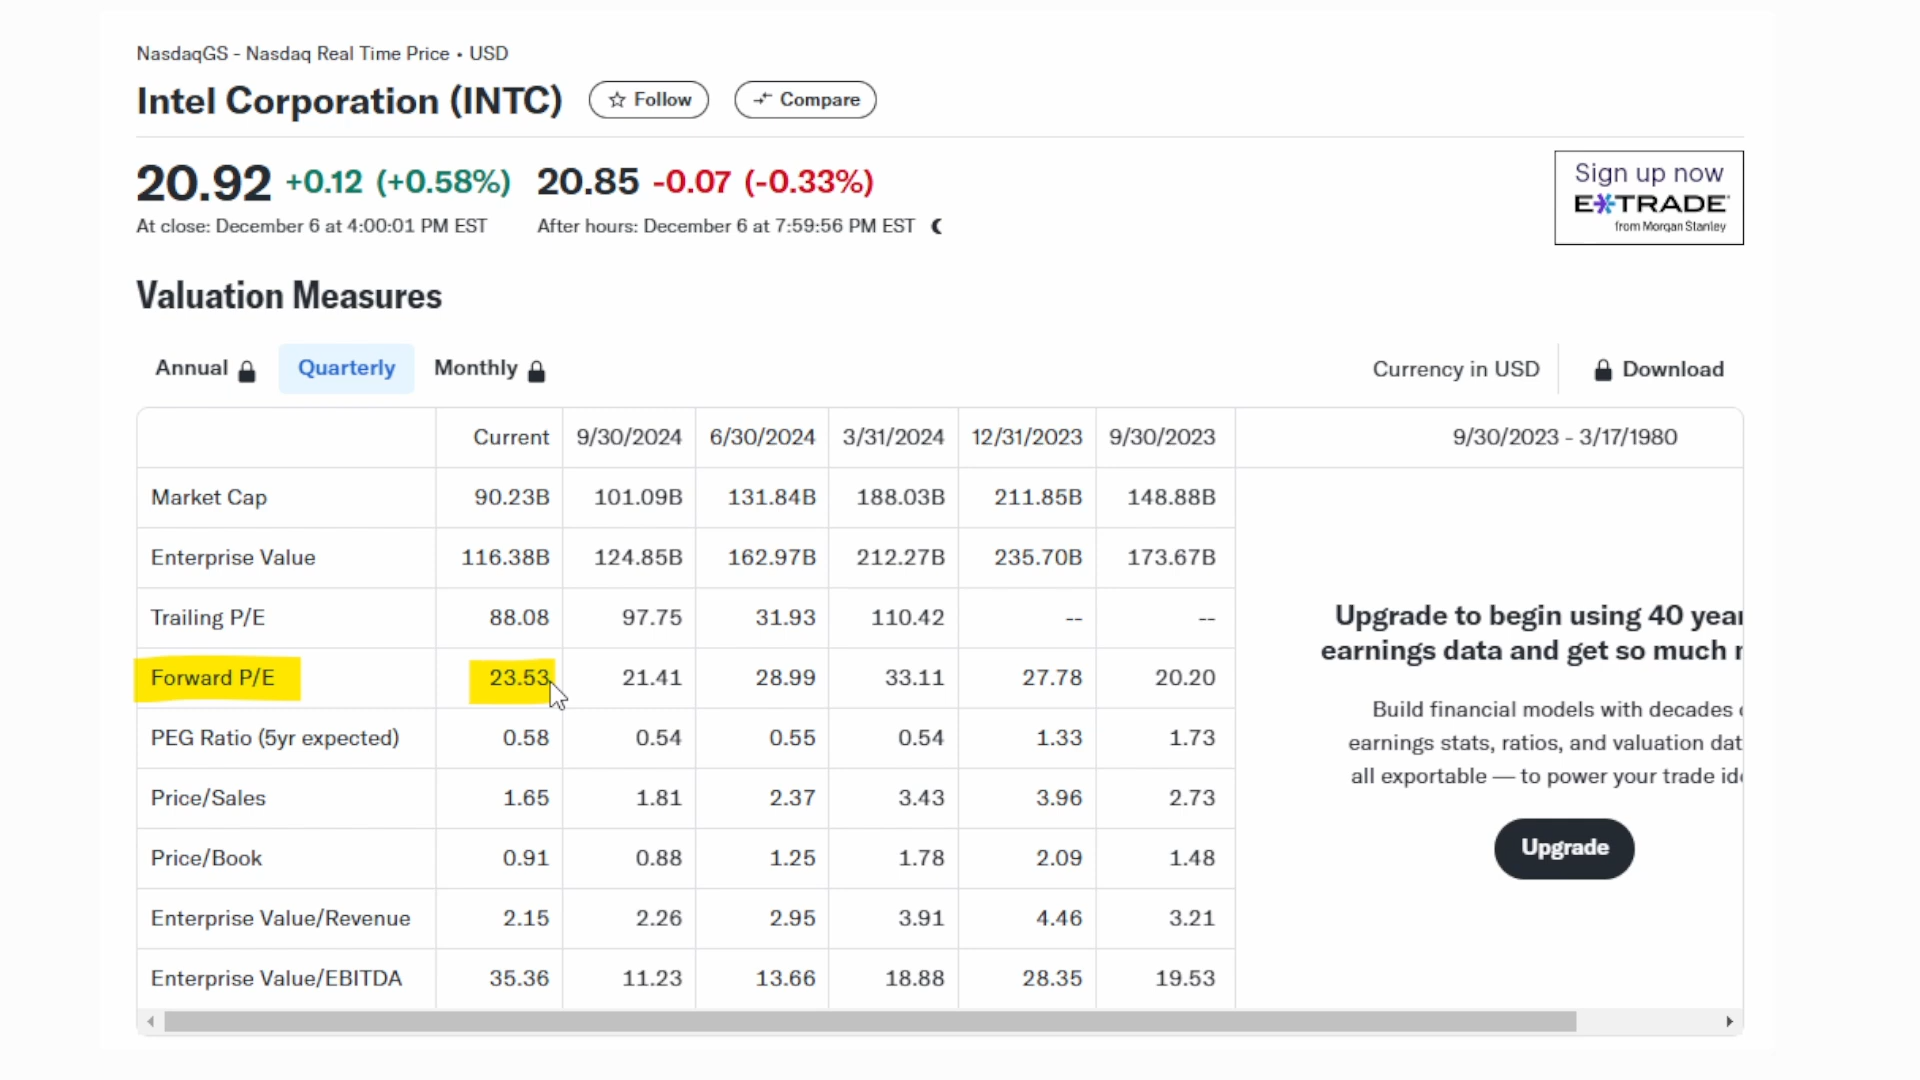 NasdaqGS - Nasdaq Real Time Price • USD
Intel Corporation (INTC) Follow Compare
20.92 +0.12 (+0.58%) 20.85 -0.07 (-0.33%)
At close: December 6 at 4:00:01 PM EST After hours: December 6 at 7:59:56 PM EST
Sign up now
E*TRADE
from Morgan Stanley
Valuation Measures
Annual Quarterly Monthly Currency in USD Download
Current 9/30/2024 6/30/2024 3/31/2024 12/31/2023 9/30/2023 9/30/2023 - 3/17/1980
Market Cap 90.23B 101.09B 131.84B 188.03B 211.85B 148.88B
Enterprise Value 116.38B 124.85B 162.97B 212.27B 235.70B 173.67B
Trailing P/E 88.08 97.75 31.93 110.42 -- --
Forward P/E 23.53 21.41 28.99 33.11 27.78 20.20
PEG Ratio (5yr expected) 0.58 0.54 0.55 0.54 1.33 1.73
Price/Sales 1.65 1.81 2.37 3.43 3.96 2.73
Price/Book 0.91 0.88 1.25 1.78 2.09 1.48
Enterprise Value/Revenue 2.15 2.26 2.95 3.91 4.46 3.21
Enterprise Value/EBITDA 35.36 11.23 13.66 18.88 28.35 19.53
Upgrade to begin using 40 year
earnings data and get so much
Build financial models with decades
earnings stats, ratios, and valuation dat
all exportable — to power your trade id
Upgrade